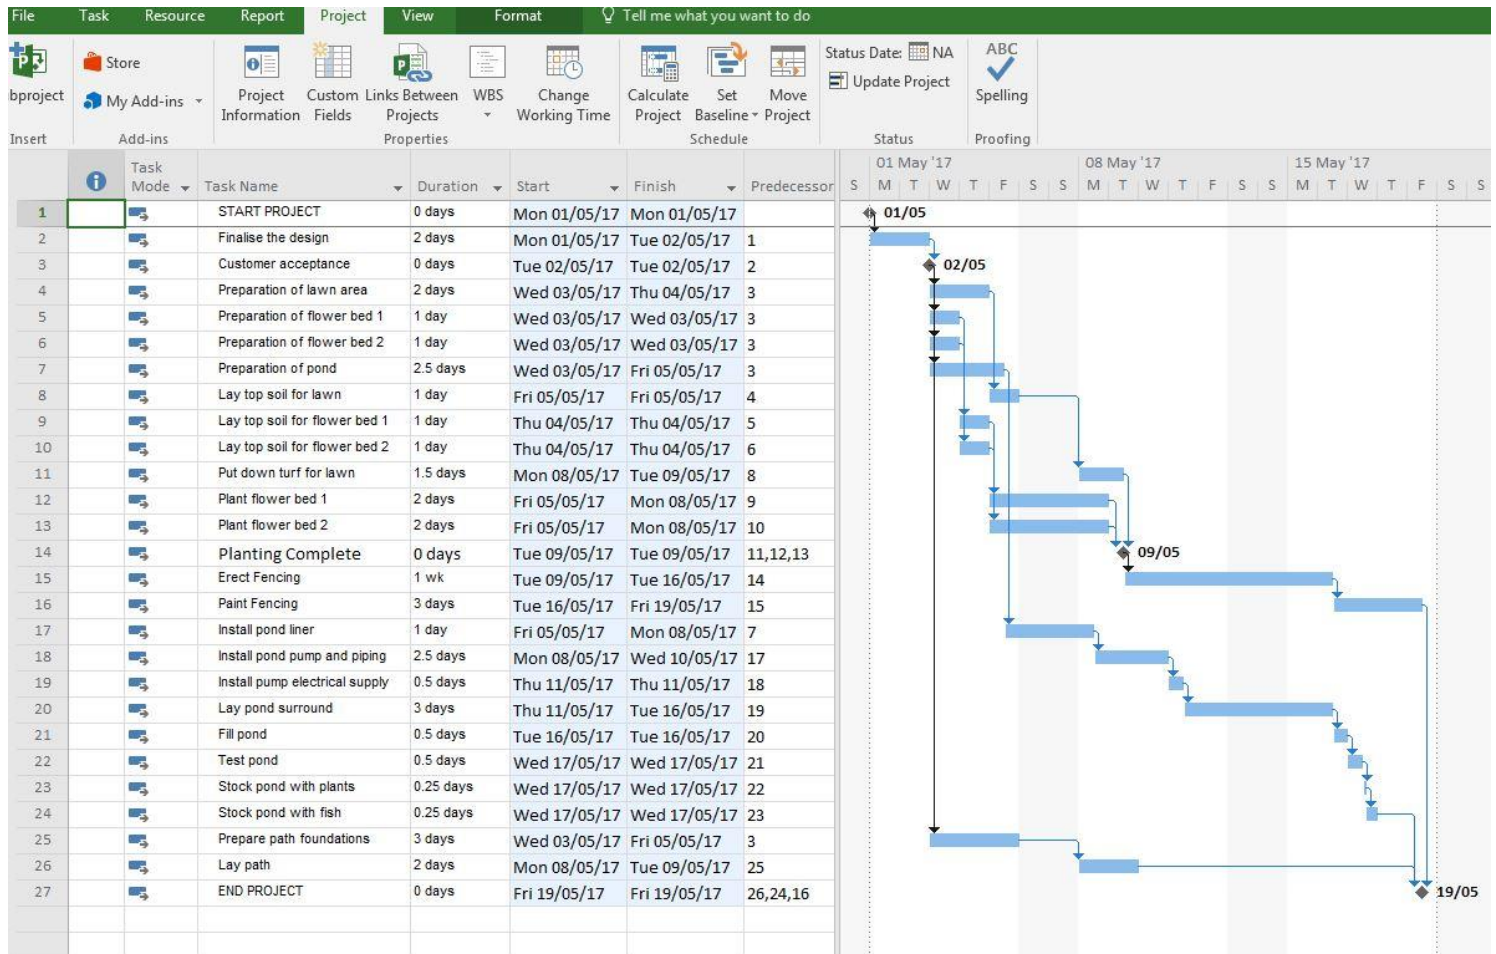 File Task Resource Report Project View Format Tell me what you want to do
bproject Store My Add-ins Project Information Custom Fields Links Between Projects WBS Change Working Time Calculate Project Set Baseline Move Project Status Date: NA Update Project ABC Spelling
Insert Add-ins Properties Schedule Status Proofing
Task Mode Task Name Duration Start Finish Predecessor
01 May '17 08 May '17 15 May '17
S M T W T F S S M T W T F S S M T W T F S S
1 START PROJECT 0 days Mon 01/05/17 Mon 01/05/17 01/05
2 Finalise the design 2 days Mon 01/05/17 Tue 02/05/17 1
3 Customer acceptance 0 days Tue 02/05/17 Tue 02/05/17 2 02/05
4 Preparation of lawn area 2 days Wed 03/05/17 Thu 04/05/17 3
5 Preparation of flower bed 1 1 day Wed 03/05/17 Wed 03/05/17 3
6 Preparation of flower bed 2 1 day Wed 03/05/17 Wed 03/05/17 3
7 Preparation of pond 2.5 days Wed 03/05/17 Fri 05/05/17 3
8 Lay top soil for lawn 1 day Fri 05/05/17 Fri 05/05/17 4
9 Lay top soil for flower bed 1 1 day Thu 04/05/17 Thu 04/05/17 5
10 Lay top soil for flower bed 2 1 day Thu 04/05/17 Thu 04/05/17 6
11 Put down turf for lawn 1.5 days Mon 08/05/17 Tue 09/05/17 8
12 Plant flower bed 1 2 days Fri 05/05/17 Mon 08/05/17 9
13 Plant flower bed 2 2 days Fri 05/05/17 Mon 08/05/17 10
14 Planting Complete 0 days Tue 09/05/17 Tue 09/05/17 11,12,13 09/05
15 Erect Fencing 1 wk Tue 09/05/17 Tue 16/05/17 14
16 Paint Fencing 3 days Tue 16/05/17 Fri 19/05/17 15
17 Install pond liner 1 day Fri 05/05/17 Mon 08/05/17 7
18 Install pond pump and piping 2.5 days Mon 08/05/17 Wed 10/05/17 17
19 Install pump electrical supply 0.5 days Thu 11/05/17 Thu 11/05/17 18
20 Lay pond surround 3 days Thu 11/05/17 Tue 16/05/17 19
21 Fill pond 0.5 days Tue 16/05/17 Tue 16/05/17 20
22 Test pond 0.5 days Wed 17/05/17 Wed 17/05/17 21
23 Stock pond with plants 0.25 days Wed 17/05/17 Wed 17/05/17 22
24 Stock pond with fish 0.25 days Wed 17/05/17 Wed 17/05/17 23
25 Prepare path foundations 3 days Wed 03/05/17 Fri 05/05/17 3
26 Lay path 2 days Mon 08/05/17 Tue 09/05/17 25
27 END PROJECT 0 days Fri 19/05/17 Fri 19/05/17 26,24,16 19/05